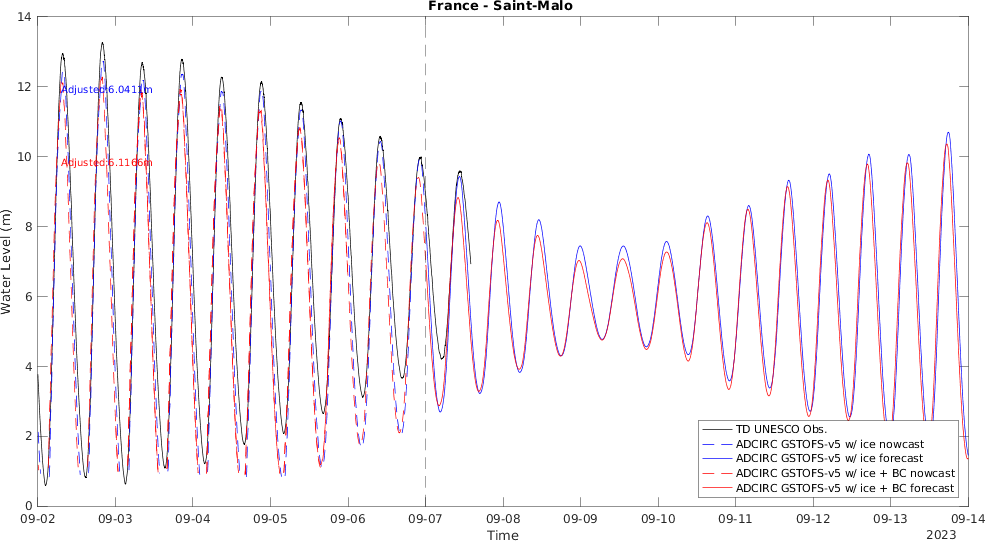 France - Saint-Malo
Water Level (m)
14
12
10
8
6
4
2
0
Adjusted:6.0411m
Adjusted:6.1166m
TD UNESCO Obs.
ADCIRC GSTOFS-v5 w/ ice nowcast
ADCIRC GSTOFS-v5 w/ ice forecast
ADCIRC GSTOFS-v5 w/ ice + BC nowcast
ADCIRC GSTOFS-v5 w/ ice + BC forecast
09-02 09-03 09-04 09-05 09-06 09-07 09-08 09-09 09-10 09-11 09-12 09-13 09-14
Time
2023